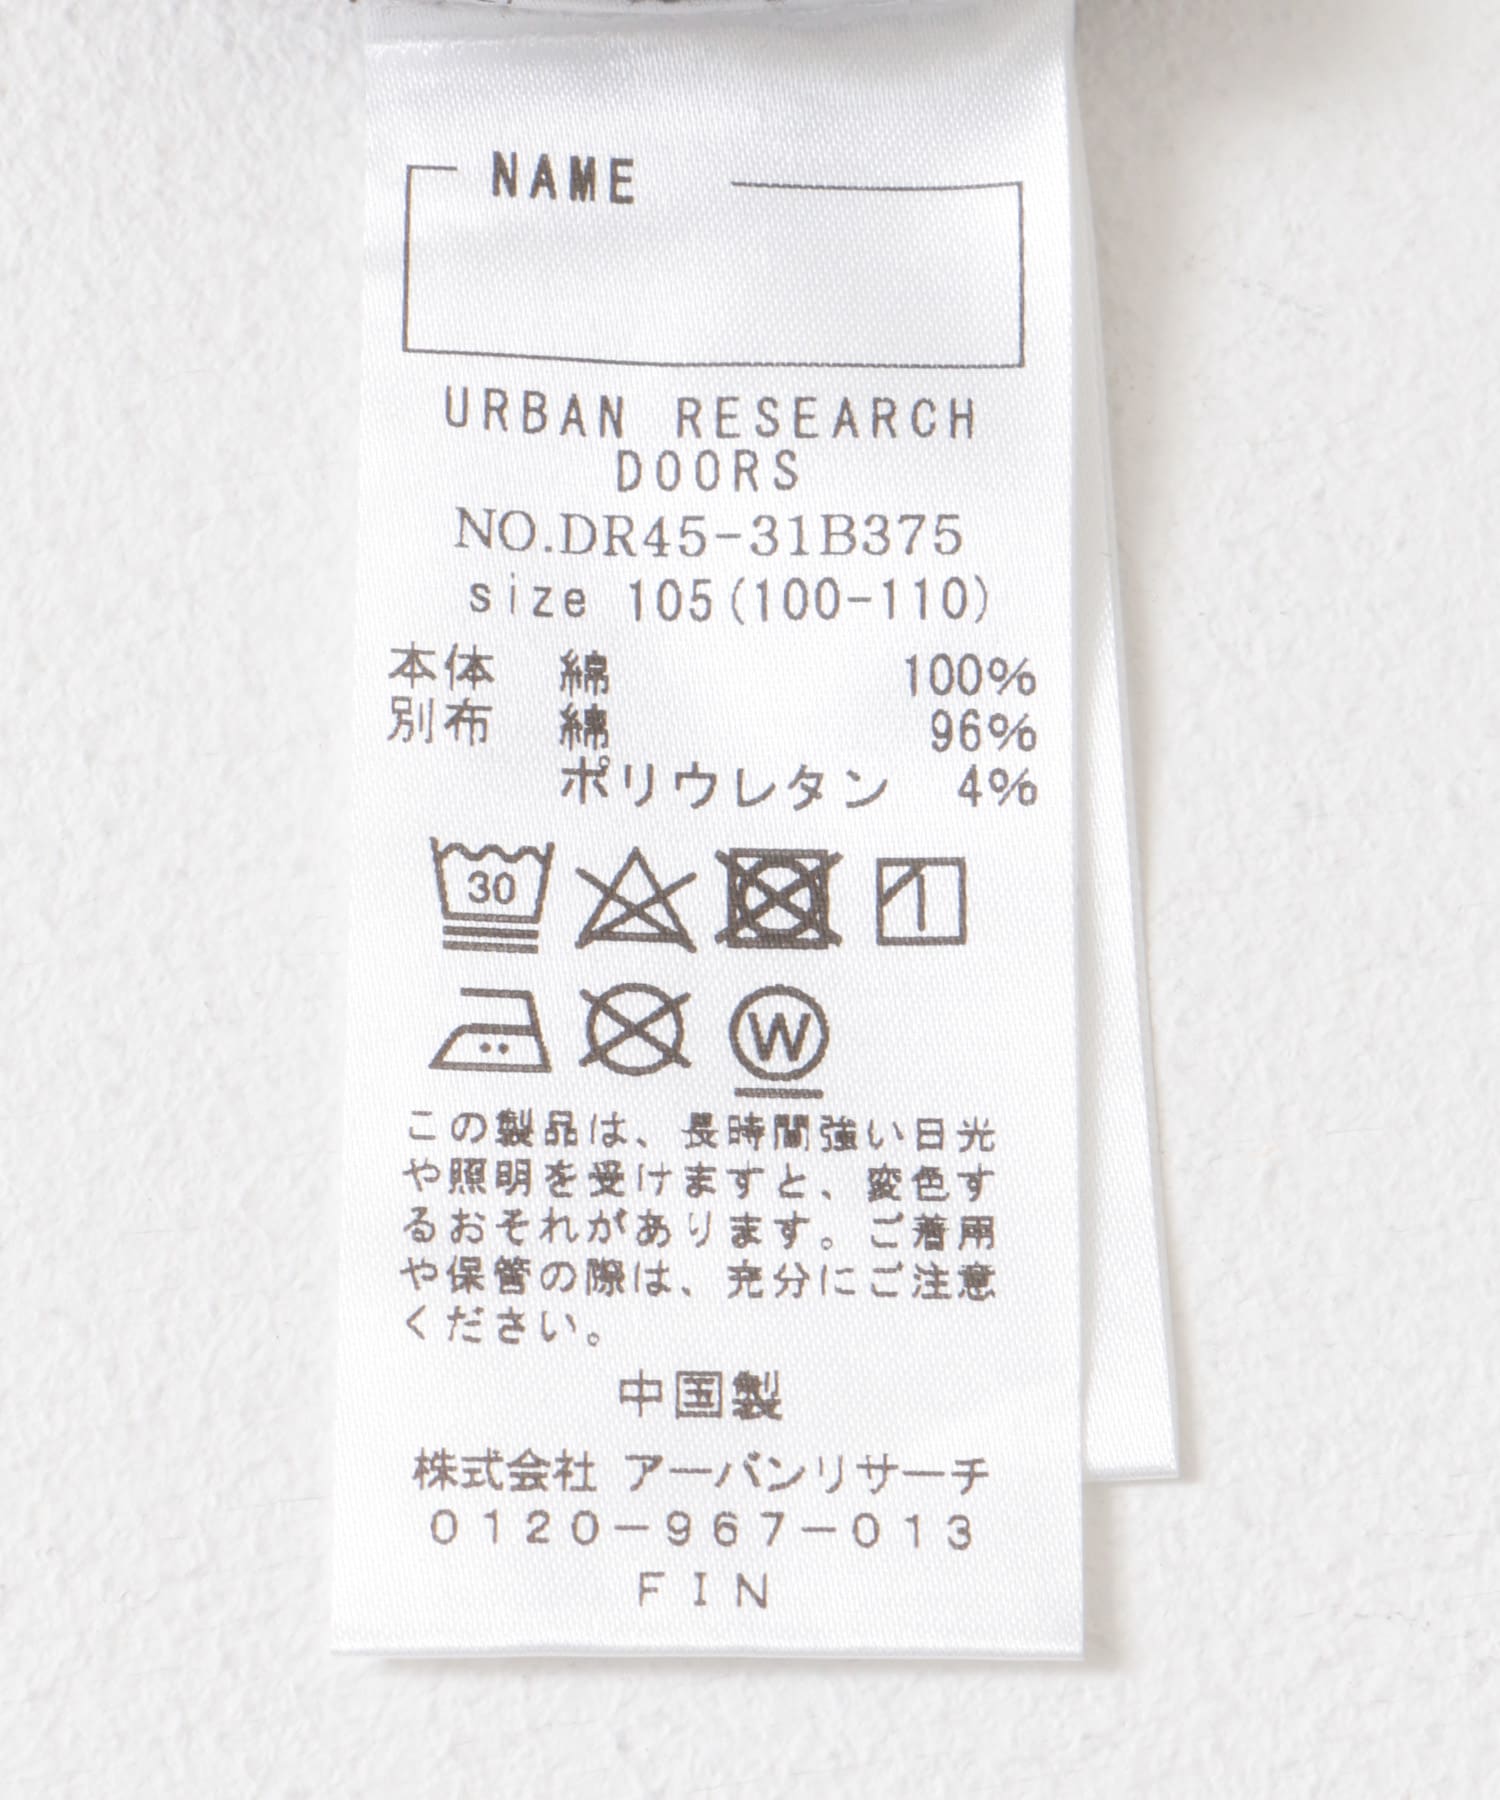 NAME
URBAN RESEARCH
DOORS
NO.DR45-31B375
size 105(100-110)
本体 綿 100%
別布 綿 96%
ポリウレタン 4%
30
W
この製品は、長時間強い日光
や照明を受けますと、変色す
るおそれがあります。ご着用
や保管の際は、充分にご注意
ください。
中国製
株式会社 アーバンリサーチ
0120-967-013
FIN